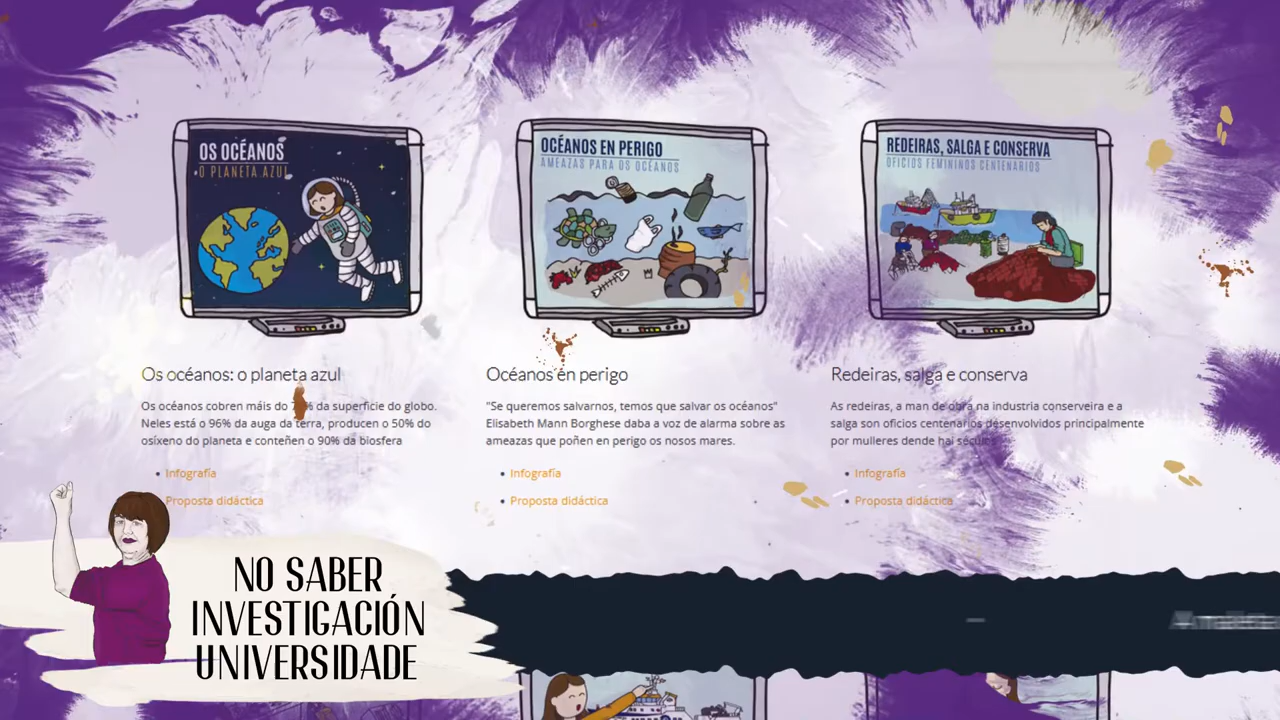 OS OCÉANOS
O PLANETA AZUL
OCÉANOS EN PERIGO
AMEAZAS PARA OS OCÉANOS
REDEIRAS, SALGA E CONSERVA
OFICIOS FEMININOS CENTENARIOS
Os océanos: o planeta azul
Os océanos cobren máis do da superficie do globo.
Neles está o 96% da auga da terra, producen o 50% do
osíxeno do planeta e conteñen o 90% da biosfera
Infografía
Proposta didáctica
Océanos en perigo
"Se queremos salvarnos, temos que salvar os océanos"
Elisabeth Mann Borghese daba a voz de alarma sobre as
ameazas que poñen en perigo os nosos mares.
Infografía
Proposta didáctica
Redeiras, salga e conserva
As redeiras, a man de obra na industria conserveira e a
salga son oficios centenarios desenvolvidos principalmente
por mulleres dende hai séculos
Infografía
Proposta didáctica
NO SABER
INVESTIGACIÓN
UNIVERSIDADE